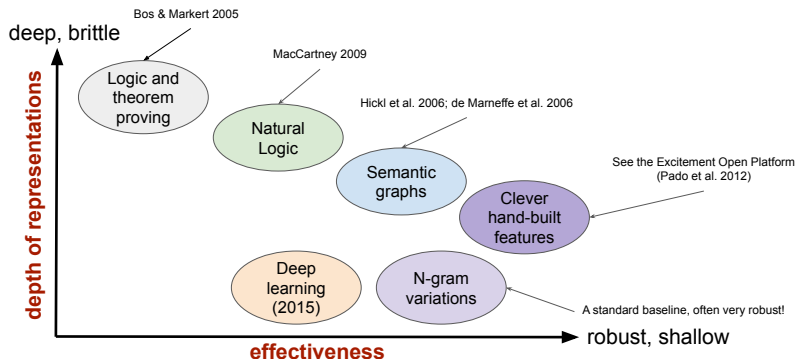 Bos & Markert 2005
deep, brittle
MacCartney 2009
Logic and
theorem
proving
Hickl et al. 2006; de Marneffe et al. 2006
Natural
Logic
See the Excitement Open Platform
(Pado et al. 2012)
Semantic
graphs
Clever
hand-built
features
depth of representations
Deep
learning
(2015)
N-gram
variations
A standard baseline, often very robust!
effectiveness
robust, shallow